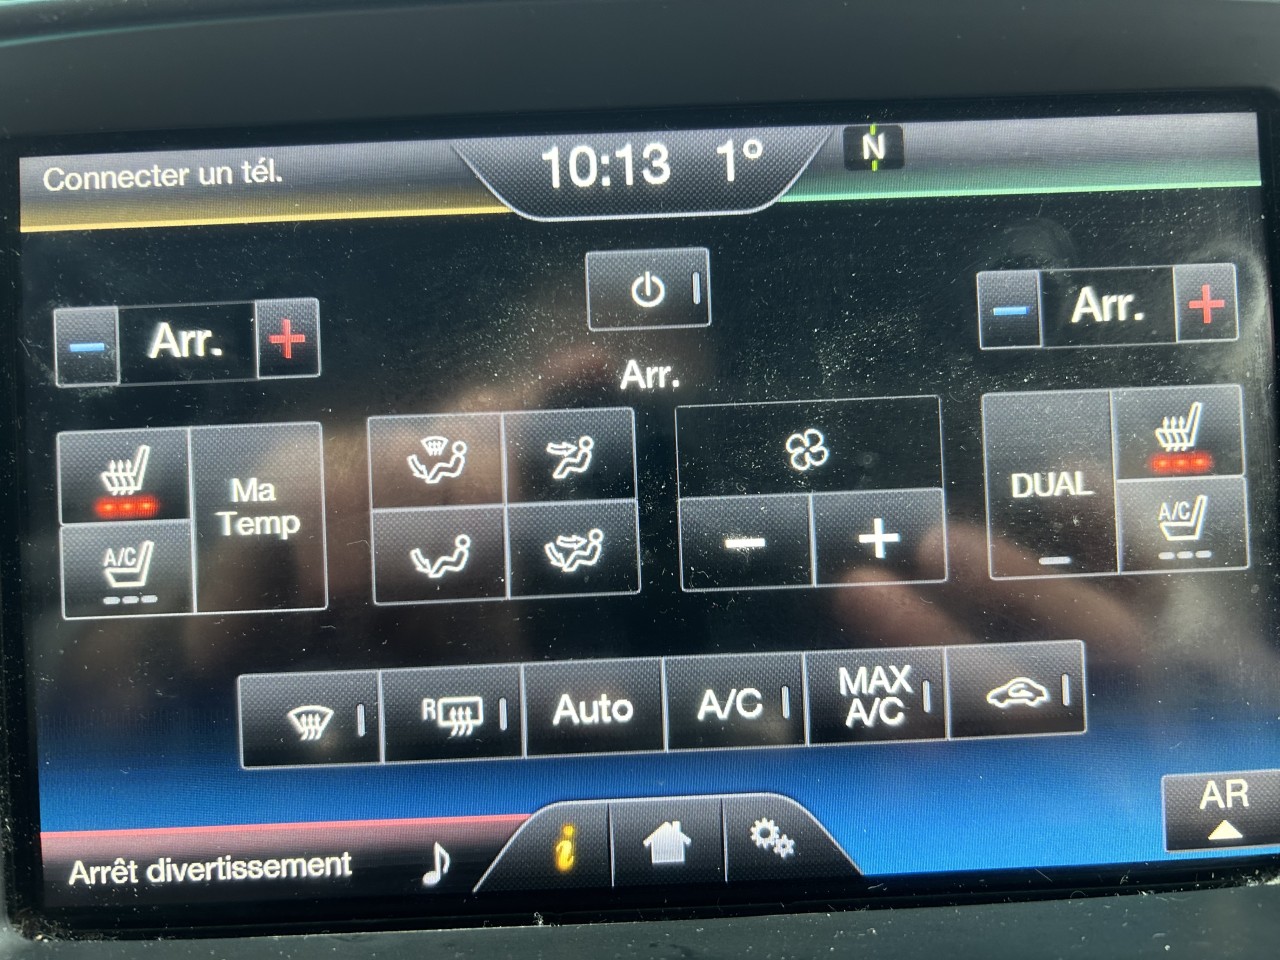 Connecter un tél.
10:13 1°
N
Arr.
Arr.
Arr.
Ma
Temp
A/C
DUAL
A/C
R
Auto
A/C
MAX
A/C
AR
Arrêt divertissement
i